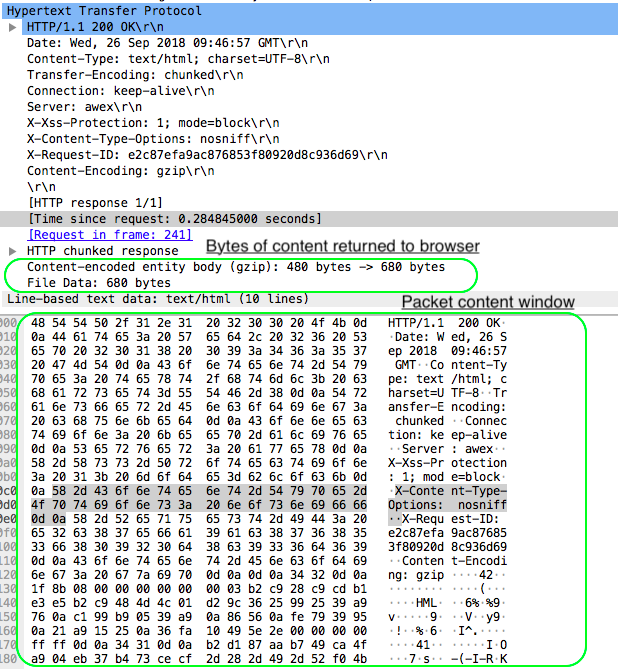 Hypertext Transfer Protocol
HTTP/1.1 200 OK\r\n
Date: Wed, 26 Sep 2018 09:46:57 GMT\r\n
Content-Type: text/html; charset=UTF-8\r\n
Transfer-Encoding: chunked\r\n
Connection: keep-alive\r\n
Server: awex\r\n
X-Xss-Protection: 1; mode=block\r\n
X-Content-Type-Options: nosniff\r\n
X-Request-ID: e2c87efa9ac876853f80920d8c936d69\r\n
Content-Encoding: gzip\r\n
\r\n
[HTTP response 1/1]
[Time since request: 0.284845000 seconds]
[Request in frame: 241]
Bytes of content returned to browser
HTTP chunked response
Content-encoded entity body (gzip): 480 bytes -> 680 bytes
File Data: 680 bytes
Line-based text data: text/html (10 lines)
Packet content window
000 48 54 54 50 2f 31 2e 31 20 32 30 30 20 4f 4b 0d HTTP/1.1 200 OK·
010 0a 44 61 74 65 3a 20 57 65 64 2c 20 32 36 20 53 ·Date: W ed, 26 S
020 65 70 20 32 30 31 38 20 30 39 3a 34 36 3a 35 37 ep 2018 09:46:57
030 20 47 4d 54 0d 0a 43 6f 6e 74 65 6e 74 2d 54 79 GMT··Co ntent-Ty
040 70 65 3a 20 74 65 78 74 2f 68 74 6d 6c 3b 20 63 pe: text /html; c
050 68 61 72 73 65 74 3d 55 54 46 2d 38 0d 0a 54 72 harset=U TF-8··Tr
060 61 6e 73 66 65 72 2d 45 6e 63 6f 64 69 6e 67 3a ansfer-E ncoding:
070 20 63 68 75 6e 6b 65 64 0d 0a 43 6f 6e 6e 65 63 chunked ··Connec
080 74 69 6f 6e 3a 20 6b 65 65 70 2d 61 6c 69 76 65 tion: ke ep-alive
090 0d 0a 53 65 72 76 65 72 3a 20 61 77 65 78 0d 0a ··Server : awex··
0a0 58 2d 58 73 73 2d 50 72 6f 74 65 63 74 69 6f 6e X-Xss-Pr otection
0b0 3a 20 31 3b 20 6d 6f 64 65 3d 62 6c 6f 63 6b 0d : 1; mod e=block·
0c0 0a 58 2d 43 6f 6e 74 65 6e 74 2d 54 79 70 65 2d ·X-Conte nt-Type-
0d0 4f 70 74 69 6f 6e 73 3a 20 6e 6f 73 6e 69 66 66 Options: nosniff
0e0 0d 0a 58 2d 52 65 71 75 65 73 74 2d 49 44 3a 20 ··X-Requ est-ID:
0f0 65 32 63 38 37 65 66 61 39 61 63 38 37 36 38 35 e2c87efa 9ac87685
100 33 66 38 30 39 32 30 64 38 63 39 33 36 64 36 39 3f80920d 8c936d69
110 0d 0a 43 6f 6e 74 65 6e 74 2d 45 6e 63 6f 64 69 ··Conten t-Encodi
120 6e 67 3a 20 67 7a 69 70 0d 0a 0d 0a 34 32 0d 0a ng: gzip ····42··
130 1f 8b 08 00 00 00 00 00 00 03 b2 c9 28 c9 cd b1 ········ ····(···
140 e3 e5 b2 c9 48 4d 4c 01 d2 9c 36 25 99 25 39 a9 ····HML· ··6%·%9·
150 76 0a c1 99 b9 05 39 a9 0a 86 56 0a fe 79 39 95 v·····9· ··V··y9·
160 0a 21 a9 15 25 0a 36 fa 10 49 5e 2e 00 00 00 00 ·!··%·6· ·I^.····
170 ff ff 0d 0a 34 31 0d 0a b2 d1 87 aa b7 49 ca 4f ····41·· ·····I·O
180 a9 04 eb 37 b4 73 ce cf 2d 28 2d 49 2d 52 f0 4b ···7·s·· -(-I-R·K